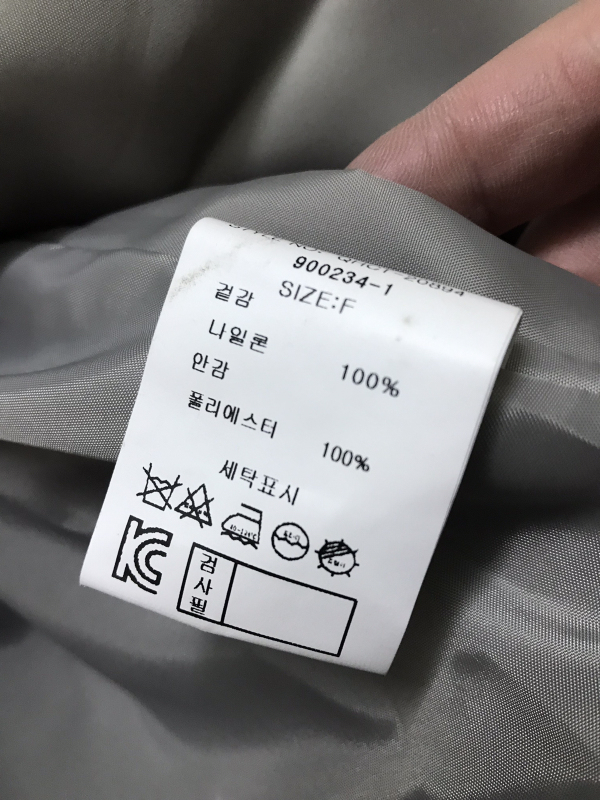 900234-1
SIZE:F
겉감
나일론 100%
안감
폴리에스터 100%
세탁표시
검사필